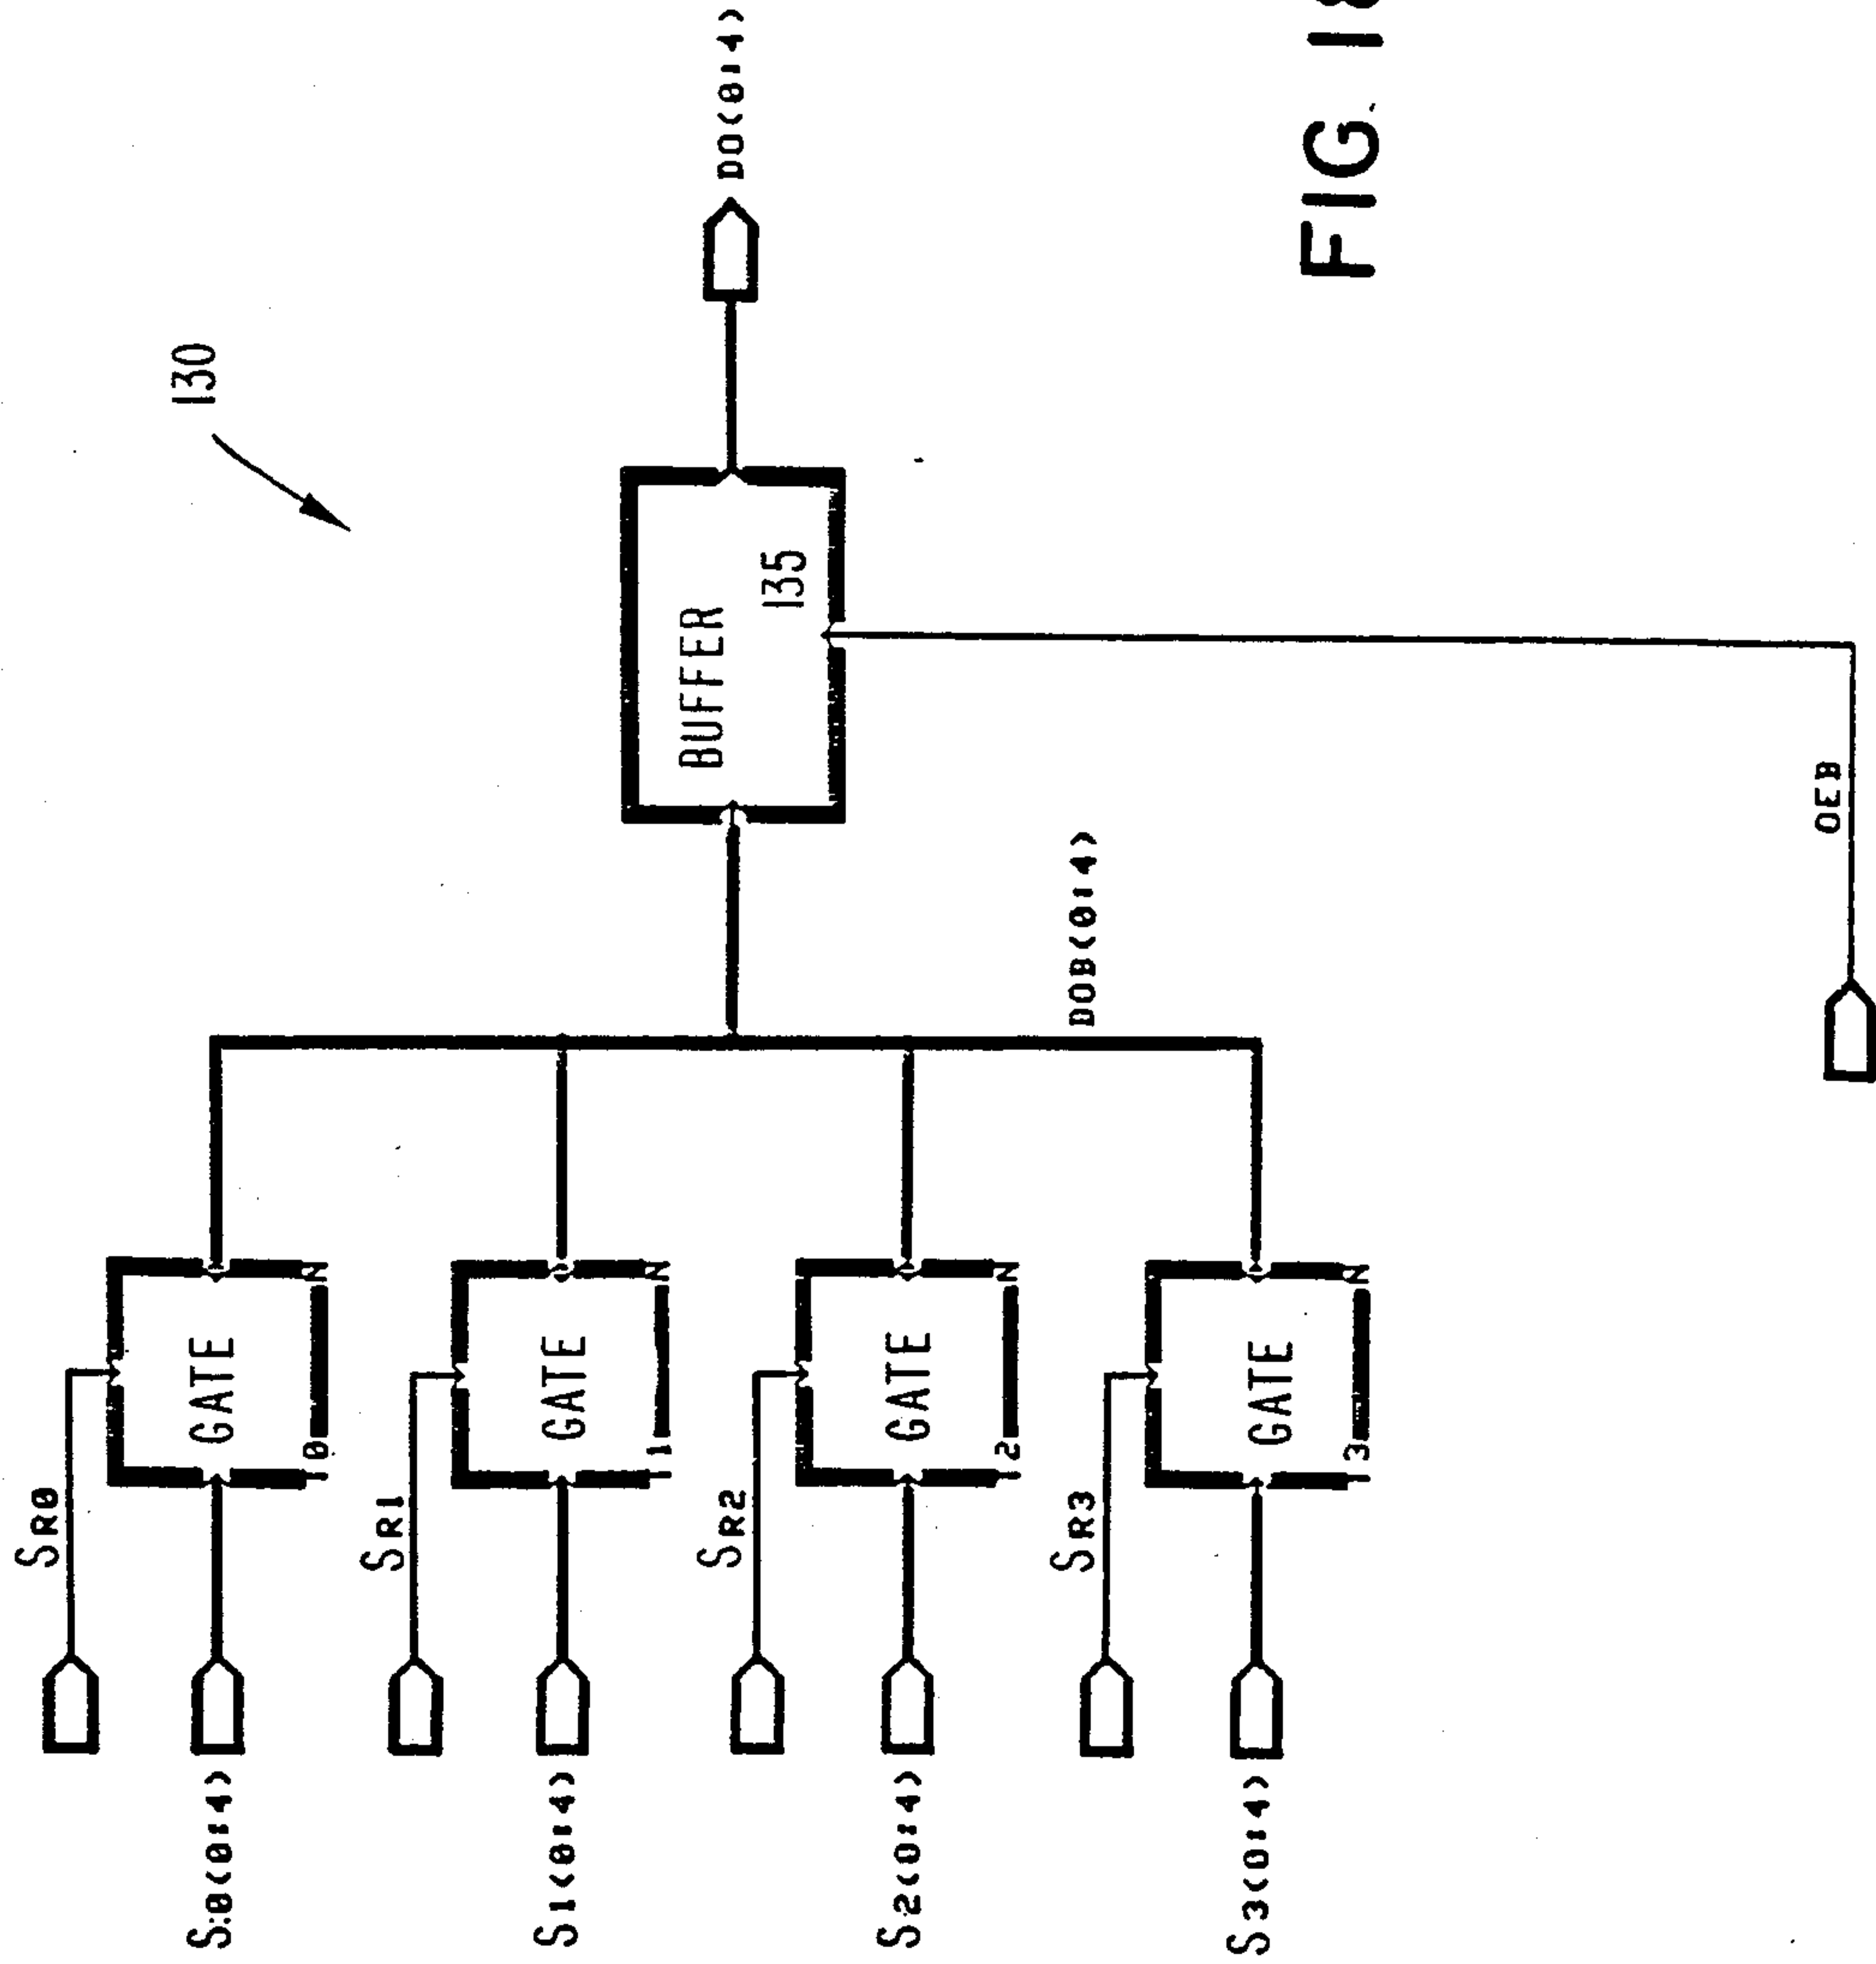 130
SR0
S0<0:4>
GATE
I0
N
SR1
S1<0:4>
GATE
I1
N
SR2
S2<0:4>
GATE
I2
N
SR3
S3<0:4>
GATE
I3
N
DOB<0:4>
BUFFER
135
DO<0:4>
OEB
FIG. 18